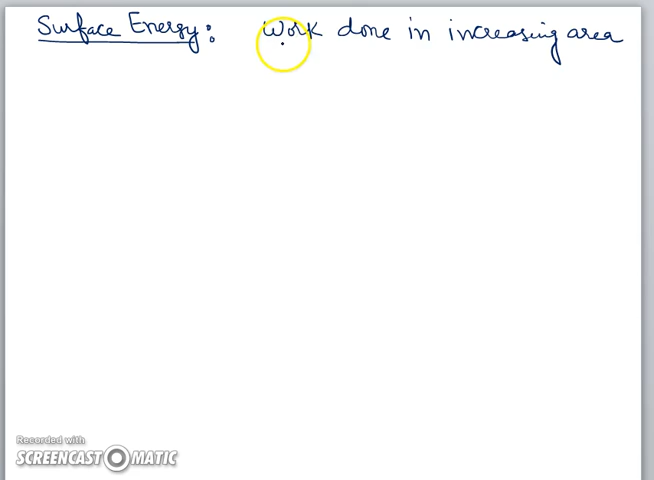 Surface Energy: Work done in increasing area
Recorded with
SCREENCAST MATIC